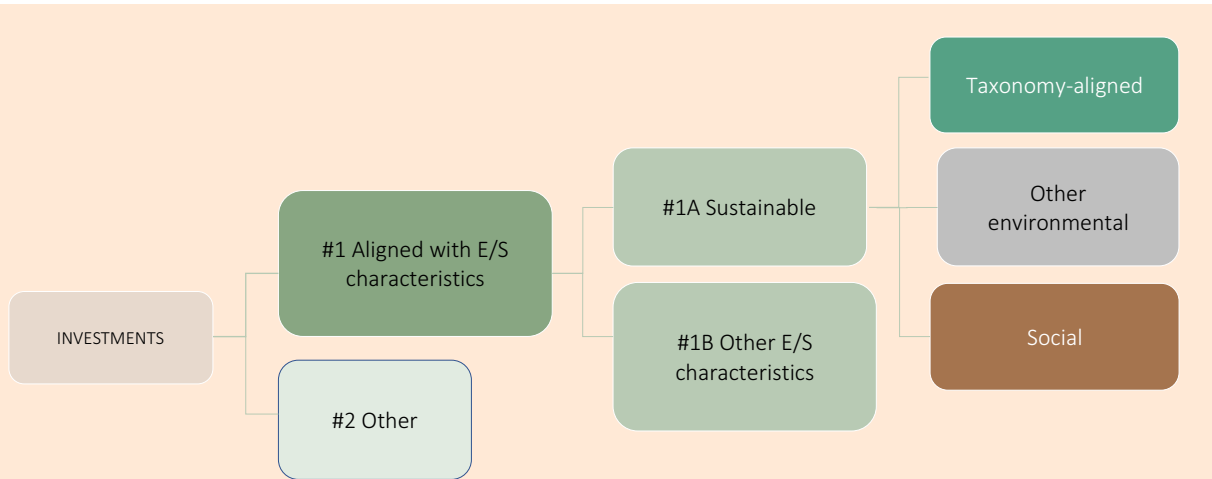 INVESTMENTS
#1 Aligned with E/S
characteristics
#2 Other
#1A Sustainable
#1B Other E/S
characteristics
Taxonomy-aligned
Other
environmental
Social